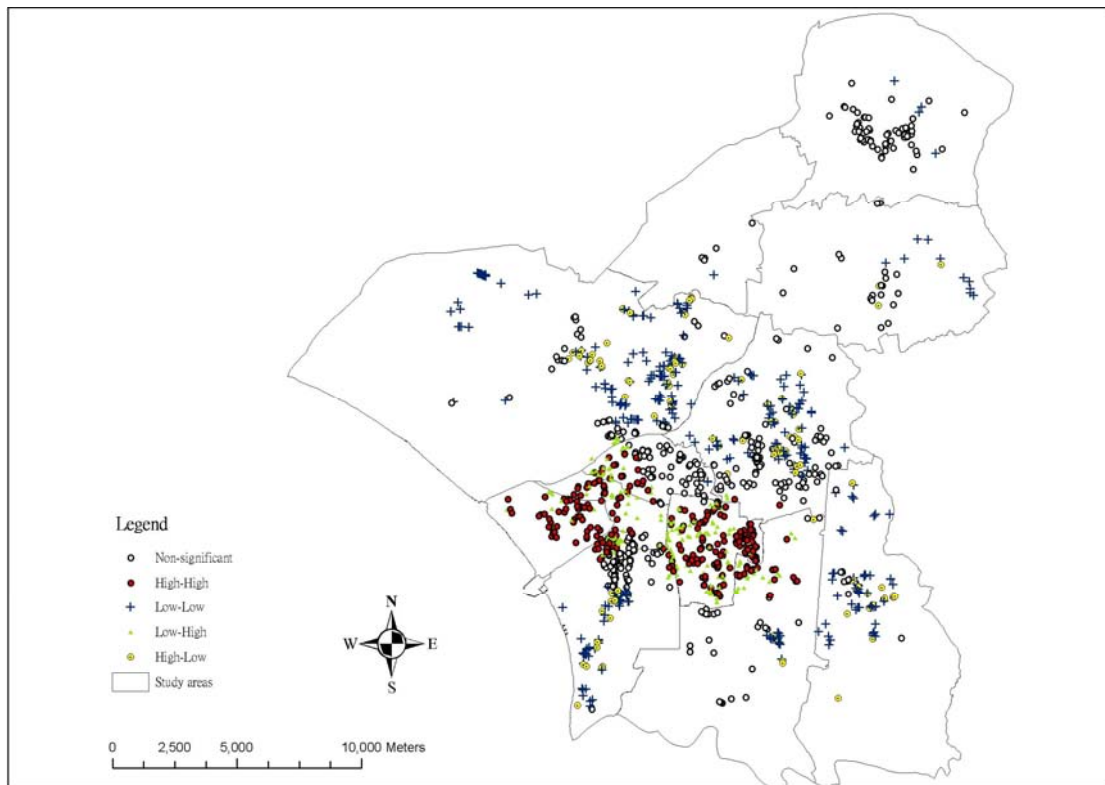 Legend
Non-significant
High-High
Low-Low
Low-High
High-Low
Study areas
N
W E
S
0 2,500 5,000 10,000 Meters